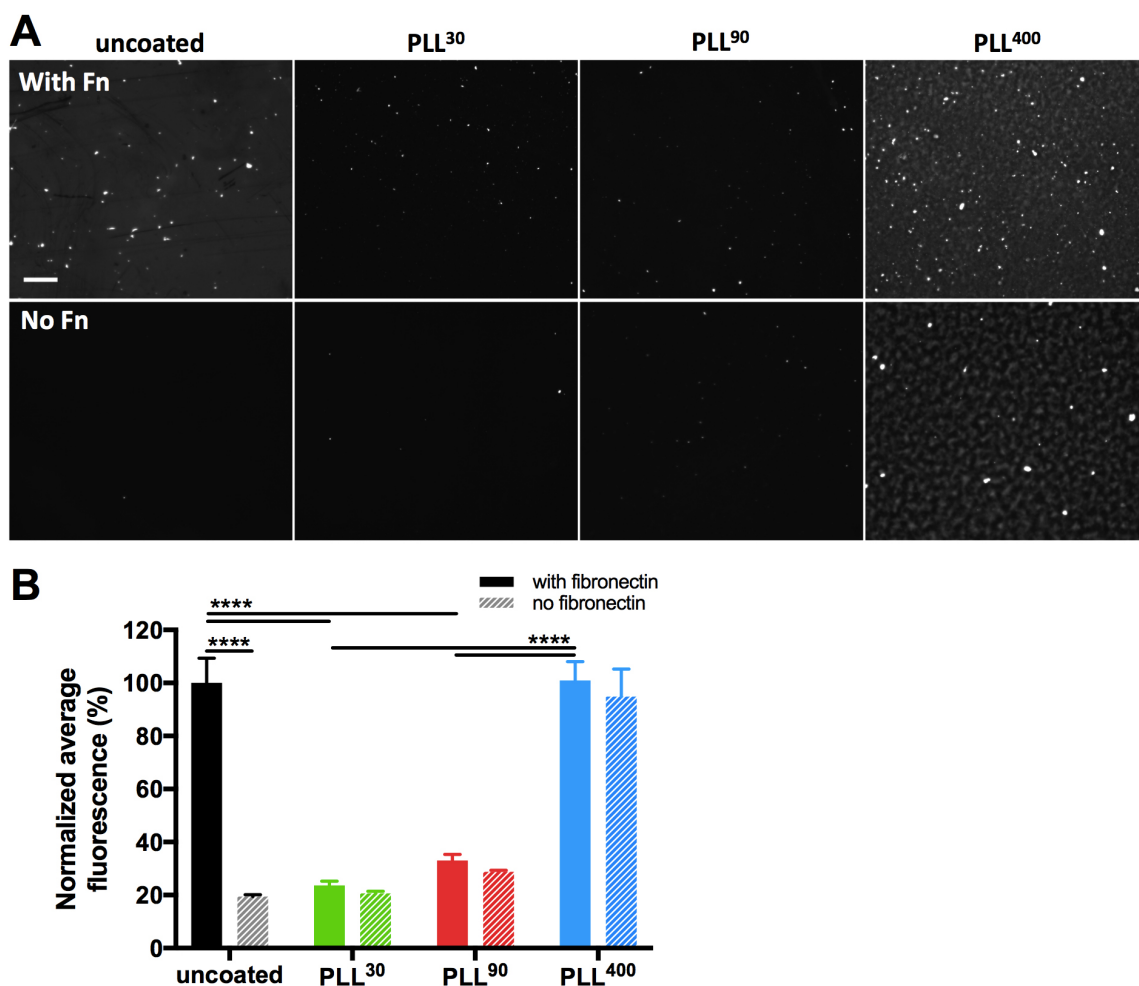 A
uncoated PLL³⁰ PLL⁹⁰ PLL⁴⁰⁰
With Fn
No Fn
B
with fibronectin
no fibronectin
****
****
****
Normalized average
fluorescence (%)
120
100
80
60
40
20
0
uncoated PLL³⁰ PLL⁹⁰ PLL⁴⁰⁰